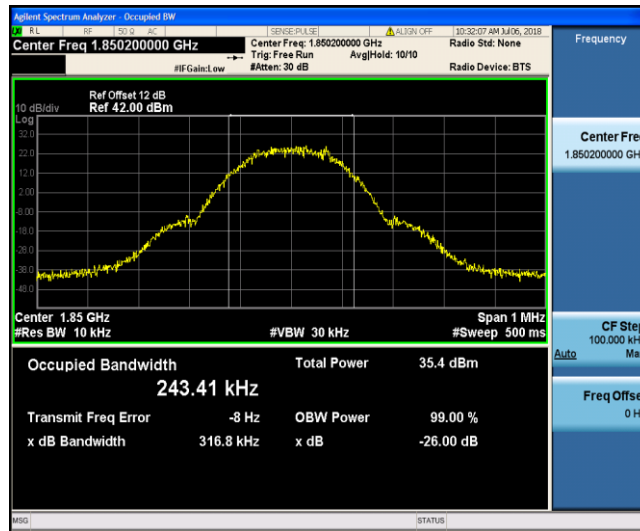 Agilent Spectrum Analyzer - Occupied BW
RL RF 50 Ω AC SENSE:PULSE ALIGN OFF 10:32:07 AM Jul 06, 2018
Center Freq 1.850200000 GHz Center Freq: 1.850200000 GHz Radio Std: None
Trig: Free Run Avg|Hold: 10/10
#IFGain:Low #Atten: 30 dB Radio Device: BTS
Ref Offset 12 dB
10 dB/div Ref 42.00 dBm
Log
32.0
22.0
12.0
2.00
-8.00
-18.0
-28.0
-38.0
-48.0
Center 1.85 GHz Span 1 MHz
#Res BW 10 kHz #VBW 30 kHz #Sweep 500 ms
Occupied Bandwidth Total Power 35.4 dBm
243.41 kHz
Transmit Freq Error -8 Hz OBW Power 99.00 %
x dB Bandwidth 316.8 kHz x dB -26.00 dB
MSG STATUS
Frequency
Center Fre
1.850200000 GH
CF Step
100.000 kH
Auto Ma
Freq Offse
0 H